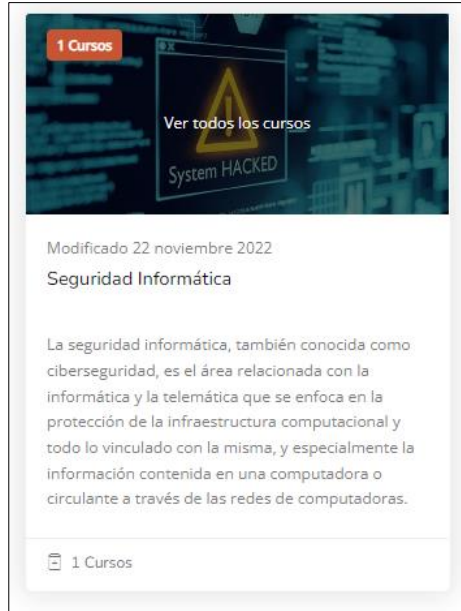 1 Cursos
Ver todos los cursos
System HACKED
Modificado 22 noviembre 2022
Seguridad Informática
La seguridad informática, también conocida como
ciberseguridad, es el área relacionada con la
informática y la telemática que se enfoca en la
protección de la infraestructura computacional y
todo lo vinculado con la misma, y especialmente la
información contenida en una computadora o
circulante a través de las redes de computadoras.
1 Cursos